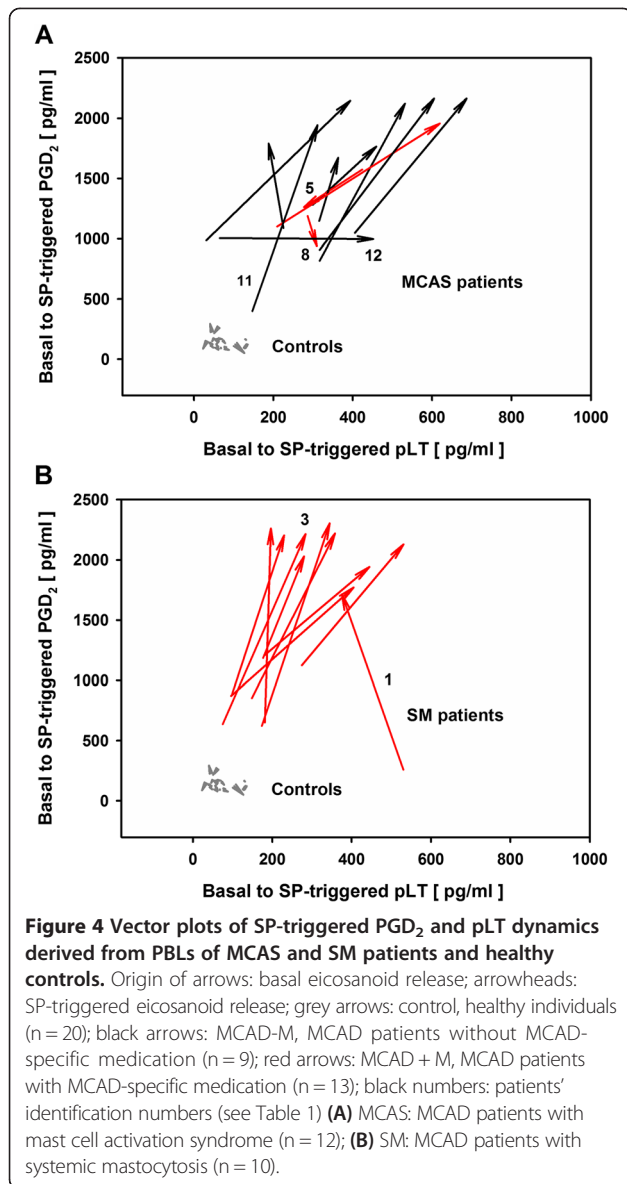 A
Basal to SP-triggered PGD2 [ pg/ml ]
2500
2000
1500
1000
500
0
5
11
8
12
MCAS patients
Controls
0 200 400 600 800 1000
Basal to SP-triggered pLT [ pg/ml ]
B
Basal to SP-triggered PGD2 [ pg/ml ]
2500
2000
1500
1000
500
0
3
1
SM patients
Controls
0 200 400 600 800 1000
Basal to SP-triggered pLT [ pg/ml ]
Figure 4 Vector plots of SP-triggered PGD2 and pLT dynamics
derived from PBLs of MCAS and SM patients and healthy
controls. Origin of arrows: basal eicosanoid release; arrowheads:
SP-triggered eicosanoid release; grey arrows: control, healthy individuals
(n = 20); black arrows: MCAD-M, MCAD patients without MCAD-
specific medication (n = 9); red arrows: MCAD + M, MCAD patients
with MCAD-specific medication (n = 13); black numbers: patients'
identification numbers (see Table 1) (A) MCAS: MCAD patients with
mast cell activation syndrome (n = 12); (B) SM: MCAD patients with
systemic mastocytosis (n = 10).